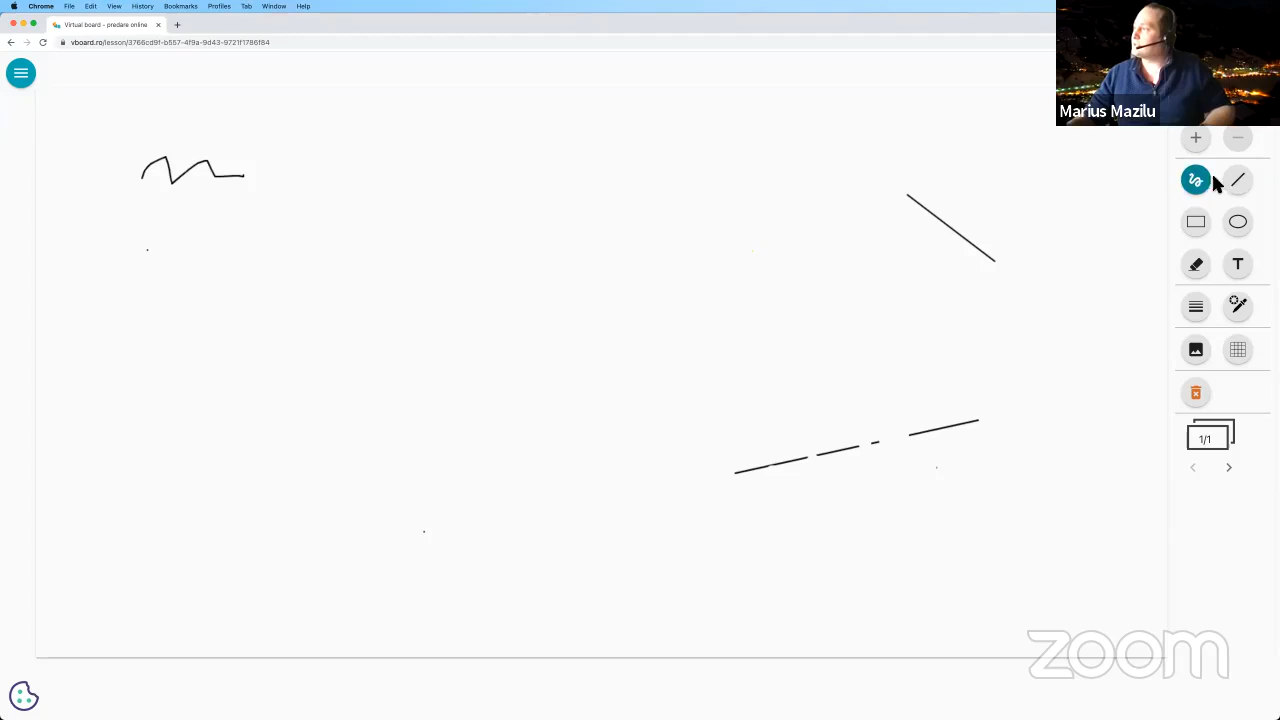 Chrome File Edit View History Bookmarks Profiles Tab Window Help
Virtual board - predare online
vboard.ro/lesson/3766cd9f-b557-4f9a-9d43-9721f1786f84
Marius Mazilu
T
1/1
zoom